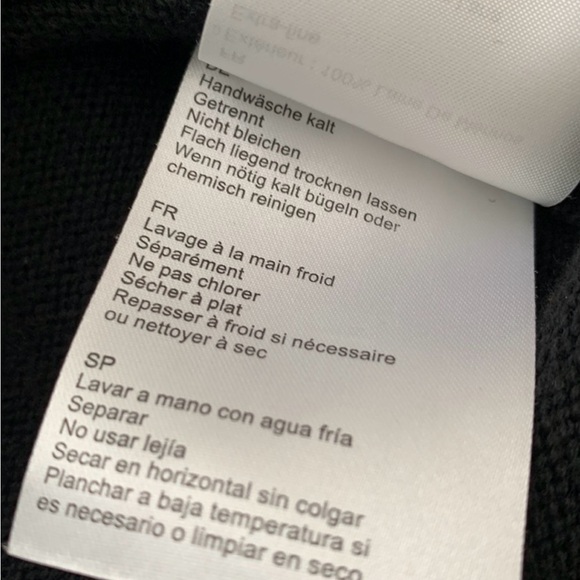 DE
Handwäsche kalt
Getrennt
Nicht bleichen
Flach liegend trocknen lassen
Wenn nötig kalt bügeln oder
chemisch reinigen
FR
Lavage à la main froid
Séparément
Ne pas chlorer
Sécher à plat
Repasser à froid si nécessaire
ou nettoyer à sec
SP
Lavar a mano con agua fría
Separar
No usar lejía
Secar en horizontal sin colgar
Planchar a baja temperatura si
es necesario o limpiar en seco